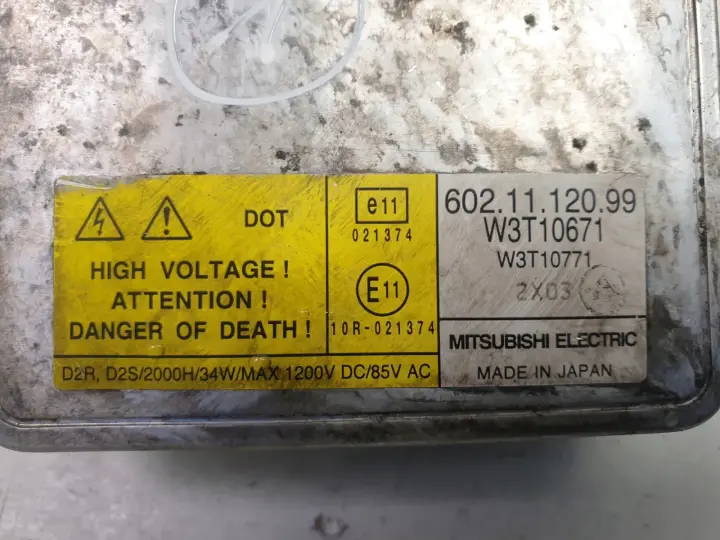 DOT
HIGH VOLTAGE !
ATTENTION !
DANGER OF DEATH !
D2R, D2S/2000H/34W/MAX 1200V DC/85V AC
e11
021374
E11
10R-021374
602.11.120.99
W3T10671
W3T10771
2X03
MITSUBISHI ELECTRIC
MADE IN JAPAN